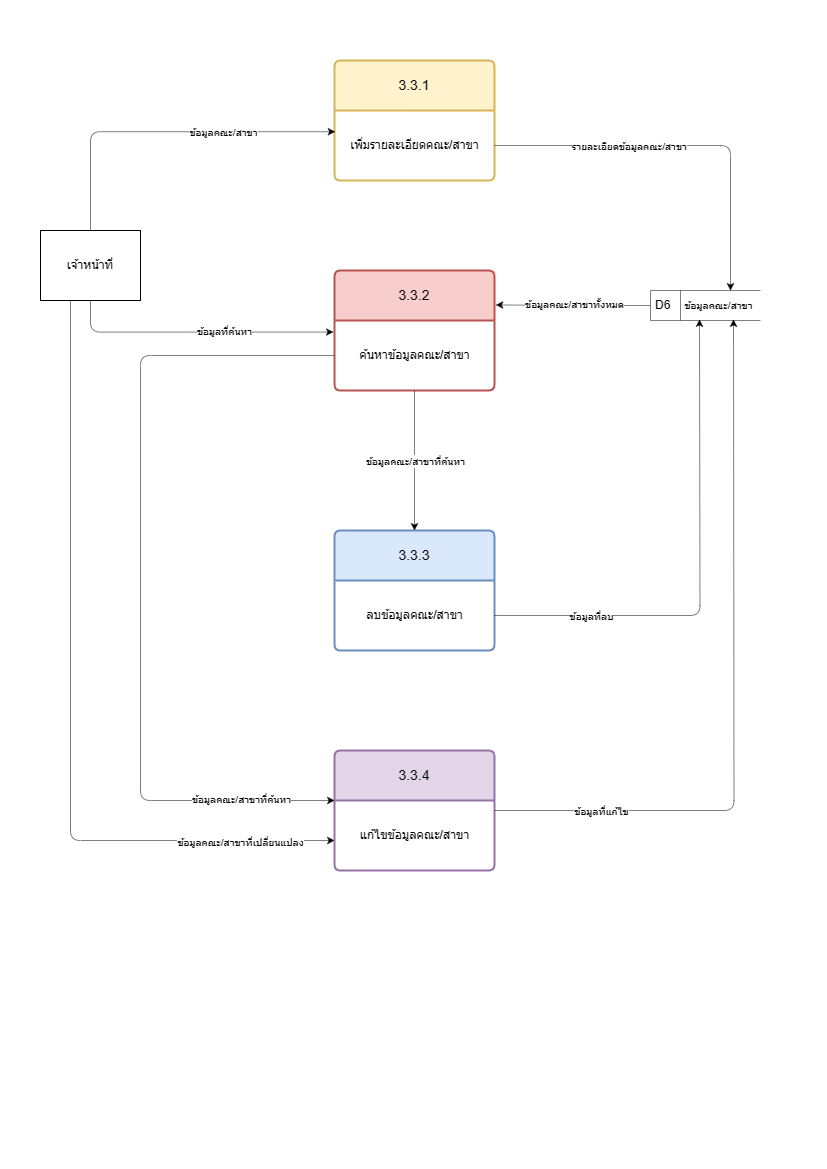 3.3.1
ข้อมูลคณะ/สาขา
เพิ่มรายละเอียดคณะ/สาขา
รายละเอียดข้อมูลคณะ/สาขา
เจ้าหน้าที่
3.3.2
ข้อมูลคณะ/สาขาทั้งหมด
D6
ข้อมูลคณะ/สาขา
ข้อมูลที่ค้นหา
ค้นหาข้อมูลคณะ/สาขา
ข้อมูลคณะ/สาขาที่ค้นหา
3.3.3
ลบข้อมูลคณะ/สาขา
ข้อมูลที่ลบ
3.3.4
ข้อมูลคณะ/สาขาที่ค้นหา
ข้อมูลที่แก้ไข
แก้ไขข้อมูลคณะ/สาขา
ข้อมูลคณะ/สาขาที่เปลี่ยนแปลง